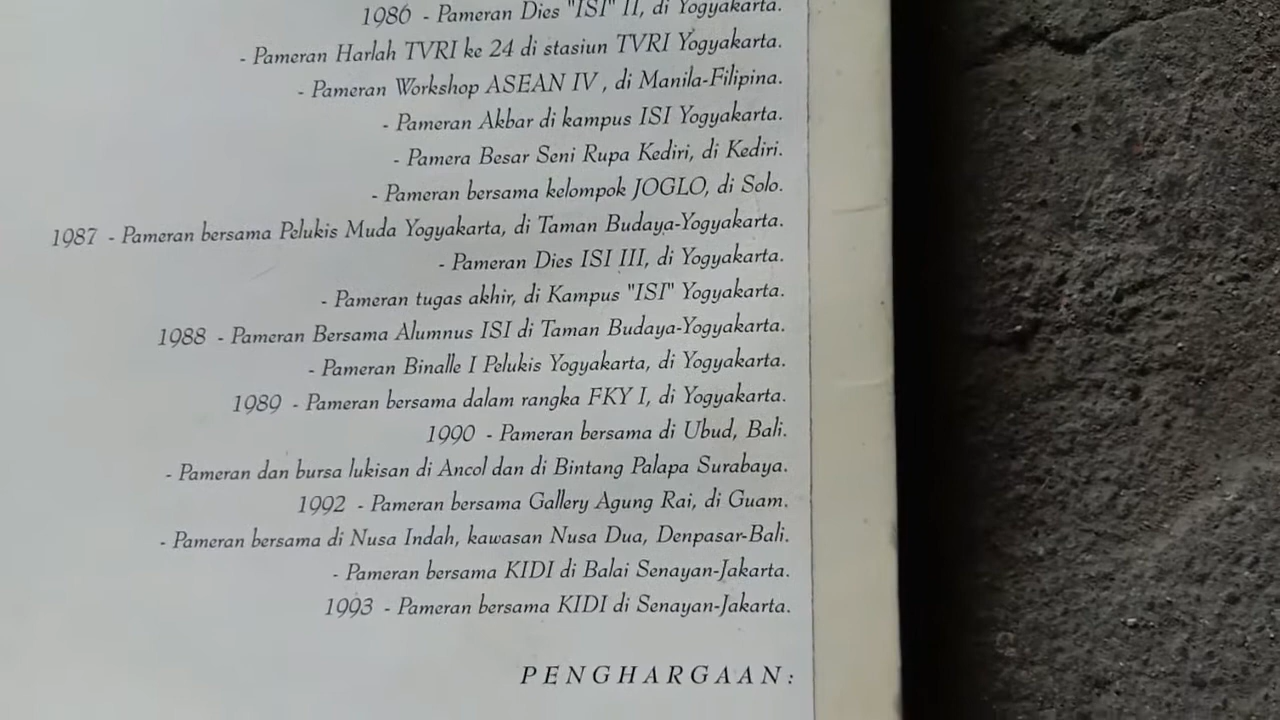 1986 - Pameran Dies "ISI" II, di Yogyakarta.
- Pameran Harlah TVRI ke 24 di stasiun TVRI Yogyakarta.
- Pameran Workshop ASEAN IV , di Manila-Filipina.
- Pameran Akbar di kampus ISI Yogyakarta.
- Pamera Besar Seni Rupa Kediri, di Kediri.
- Pameran bersama kelompok JOGLO, di Solo.
1987 - Pameran bersama Pelukis Muda Yogyakarta, di Taman Budaya-Yogyakarta.
- Pameran Dies ISI III, di Yogyakarta.
- Pameran tugas akhir, di Kampus "ISI" Yogyakarta.
1988 - Pameran Bersama Alumnus ISI di Taman Budaya-Yogyakarta.
- Pameran Binalle I Pelukis Yogyakarta, di Yogyakarta.
1989 - Pameran bersama dalam rangka FKY I, di Yogyakarta.
1990 - Pameran bersama di Ubud, Bali.
- Pameran dan bursa lukisan di Ancol dan di Bintang Palapa Surabaya.
1992 - Pameran bersama Gallery Agung Rai, di Guam.
- Pameran bersama di Nusa Indah, kawasan Nusa Dua, Denpasar-Bali.
- Pameran bersama KIDI di Balai Senayan-Jakarta.
1993 - Pameran bersama KIDI di Senayan-Jakarta.
PENGHARGAAN: